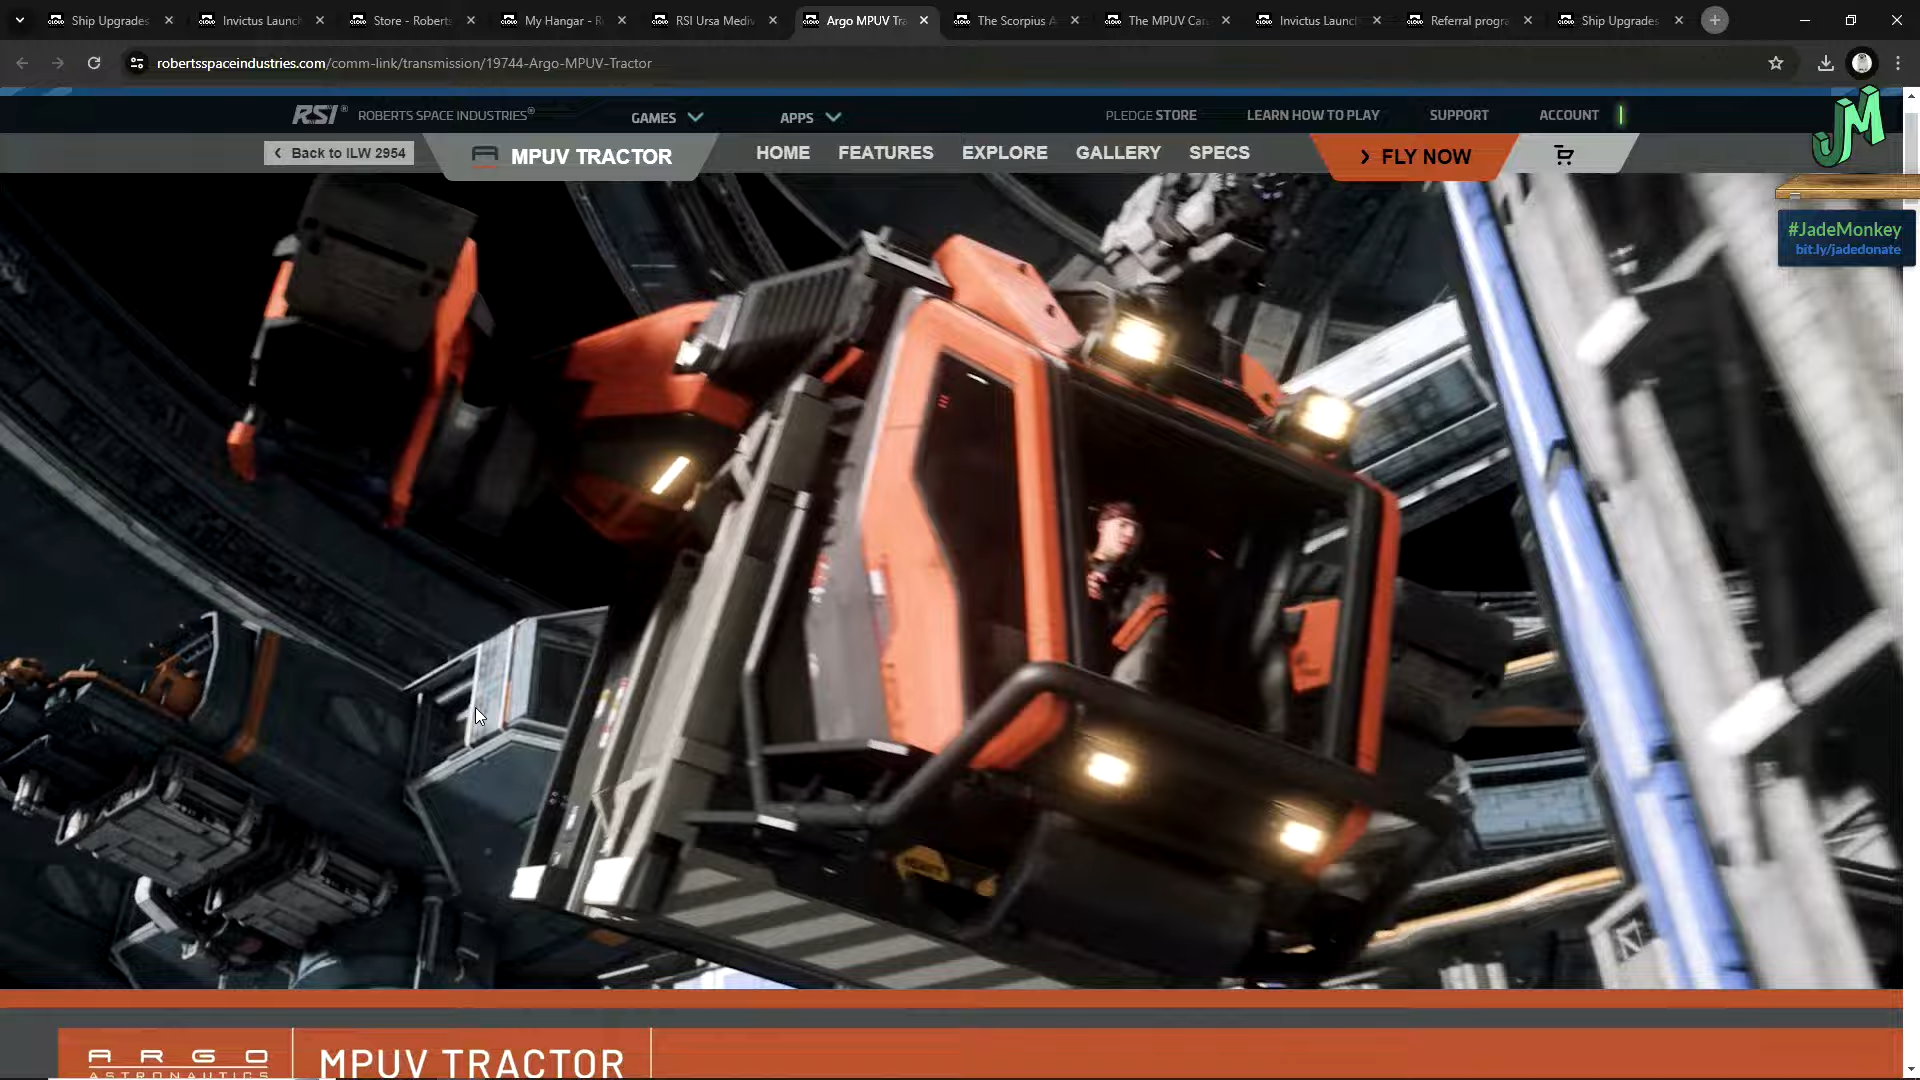 Ship Upgrades
Invictus Launch
Store - Roberts
My Hangar - R
RSI Ursa Mediv
Argo MPUV Tra
The Scorpius A
The MPUV Car
Invictus Launch
Referral progra
Ship Upgrades
robertsspaceindustries.com/comm-link/transmission/19744-Argo-MPUV-Tractor
RSI® ROBERTS SPACE INDUSTRIES®
GAMES
APPS
PLEDGE STORE
LEARN HOW TO PLAY
SUPPORT
ACCOUNT
JM
Back to ILW 2954
MPUV TRACTOR
HOME
FEATURES
EXPLORE
GALLERY
SPECS
FLY NOW
#JadeMonkey
bit.ly/jadedonate
ARGO
ASTRONAUTICS
MPUV TRACTOR